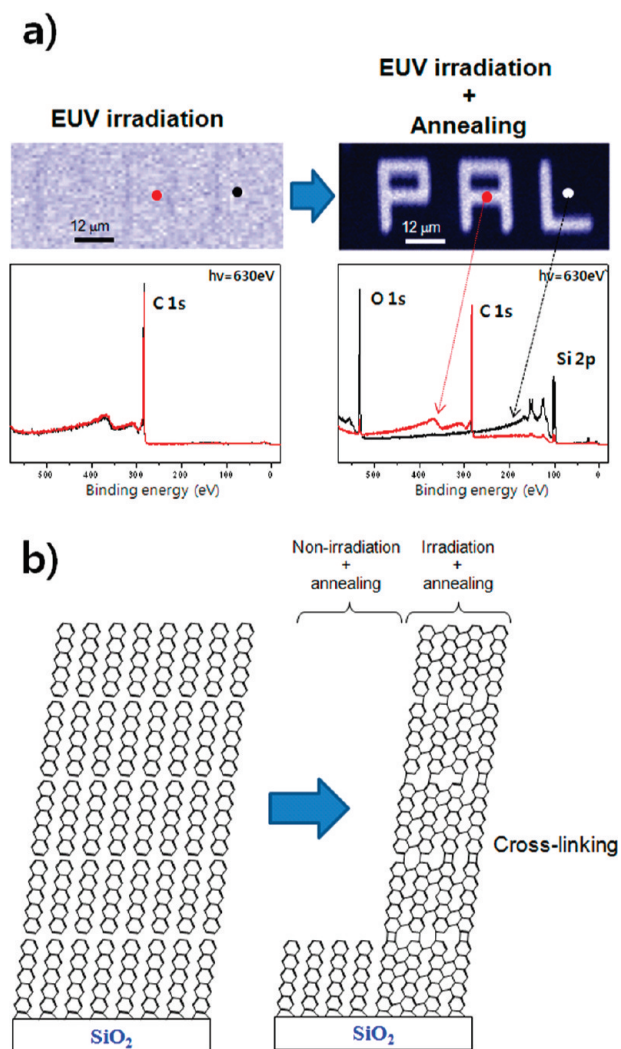 a)
EUV irradiation
EUV irradiation
+
Annealing
12 μm
PAL
12 μm
hν=630eV
C 1s
500 400 300 200 100 0
Binding energy (eV)
hν=630eV
O 1s
C 1s
Si 2p
500 400 300 200 100 0
Binding energy (eV)
b)
Non-irradiation
+
annealing
Irradiation
+
annealing
Cross-linking
SiO2
SiO2